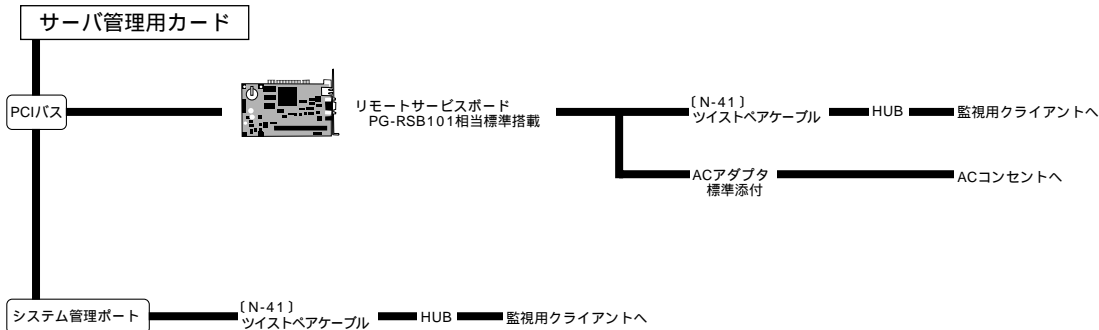 サーバ管理用カード
PCIバス
リモートサービスボード
PG-RSB101相当標準搭載
〔N-41〕
ツイストペアケーブル
HUB
監視用クライアントへ
ACアダプタ
標準添付
ACコンセントへ
システム管理ポート
〔N-41〕
ツイストペアケーブル
HUB
監視用クライアントへ